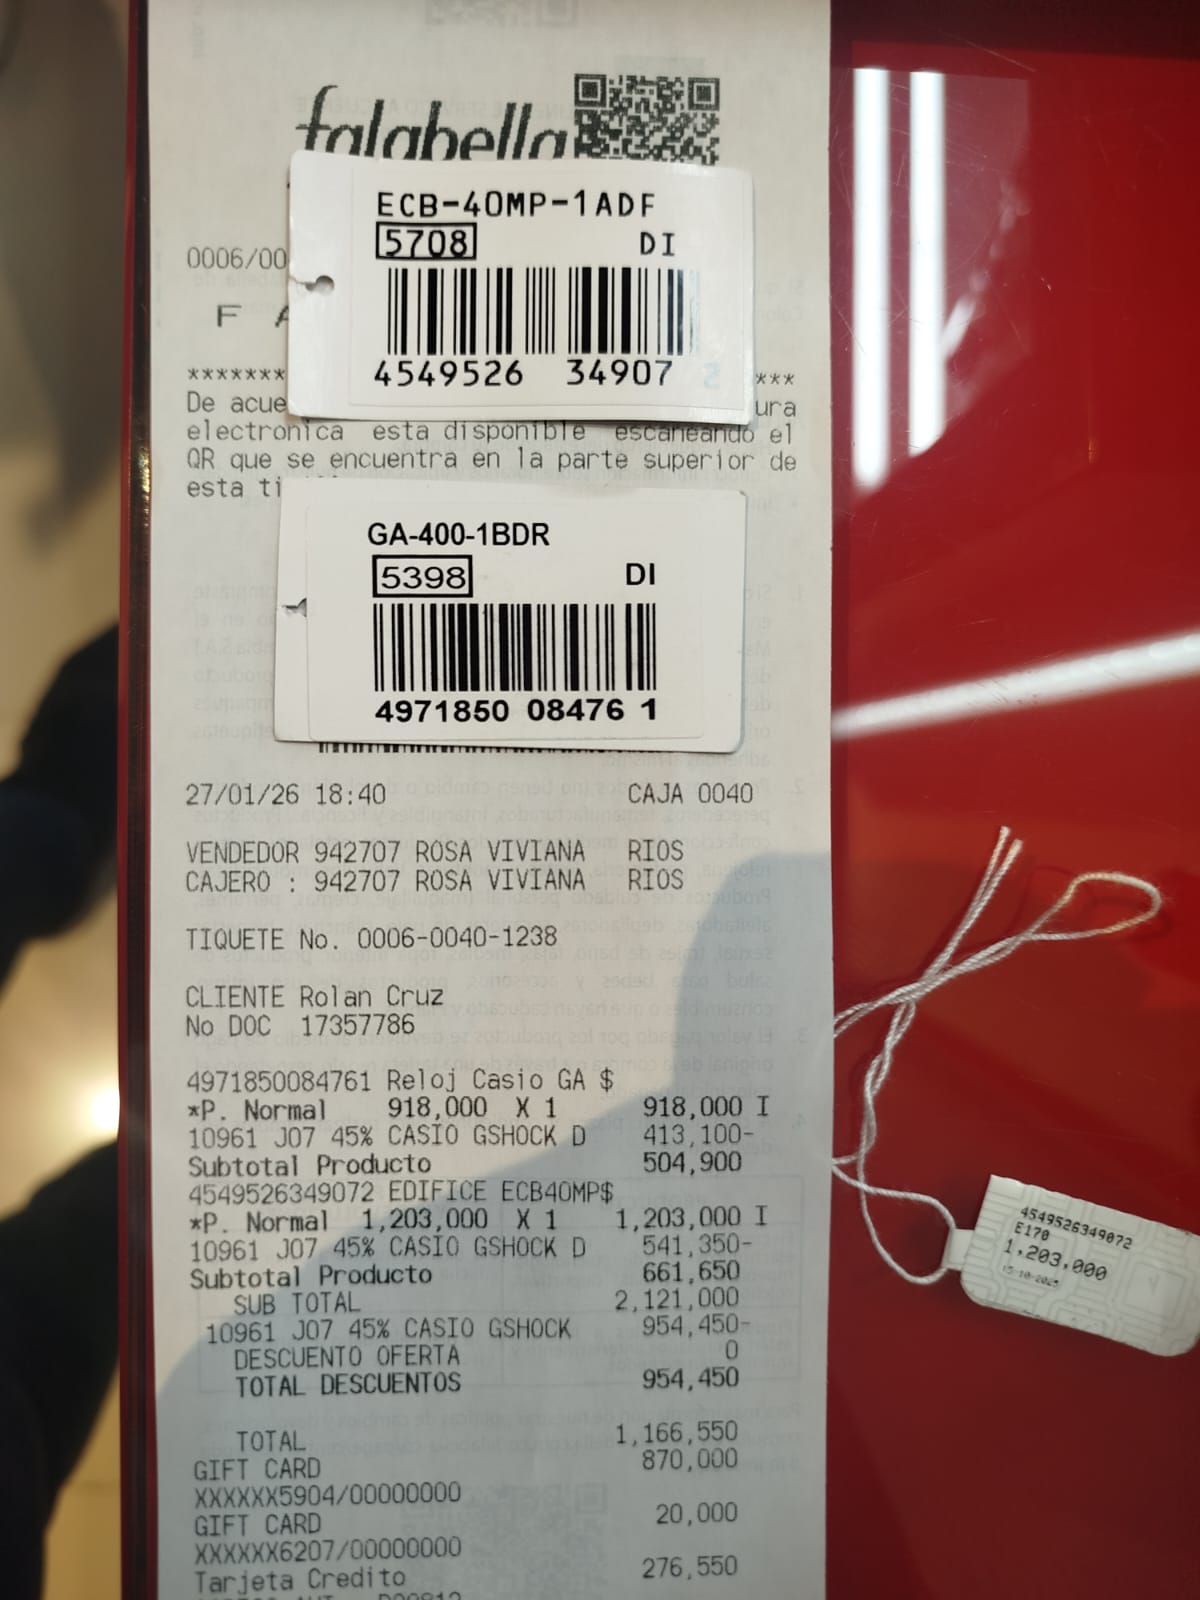 falabella
ECB-40MP-1ADF
5708 DI
4549526 34907
0006/00
F A
******* ***
De acue ura
electronica esta disponible escaneando el
QR que se encuentra en la parte superior de
esta ti
GA-400-1BDR
5398 DI
4971850 08476 1
27/01/26 18:40 CAJA 0040
VENDEDOR 942707 ROSA VIVIANA RIOS
CAJERO : 942707 ROSA VIVIANA RIOS
TIQUETE No. 0006-0040-1238
CLIENTE Rolan Cruz
No DOC 17357786
4971850084761 Reloj Casio GA $
*P. Normal 918,000 X 1 918,000 I
10961 J07 45% CASIO GSHOCK D 413,100-
Subtotal Producto 504,900
4549526349072 EDIFICE ECB40MP$
*P. Normal 1,203,000 X 1 1,203,000 I
10961 J07 45% CASIO GSHOCK D 541,350-
Subtotal Producto 661,650
SUB TOTAL 2,121,000
10961 J07 45% CASIO GSHOCK 954,450-
DESCUENTO OFERTA 0
TOTAL DESCUENTOS 954,450
TOTAL 1,166,550
GIFT CARD 870,000
XXXXXX5904/00000000
GIFT CARD 20,000
XXXXXX6207/00000000
Tarjeta Credito 276,550
4549526349072
E170
1,203,000
15-10-2025